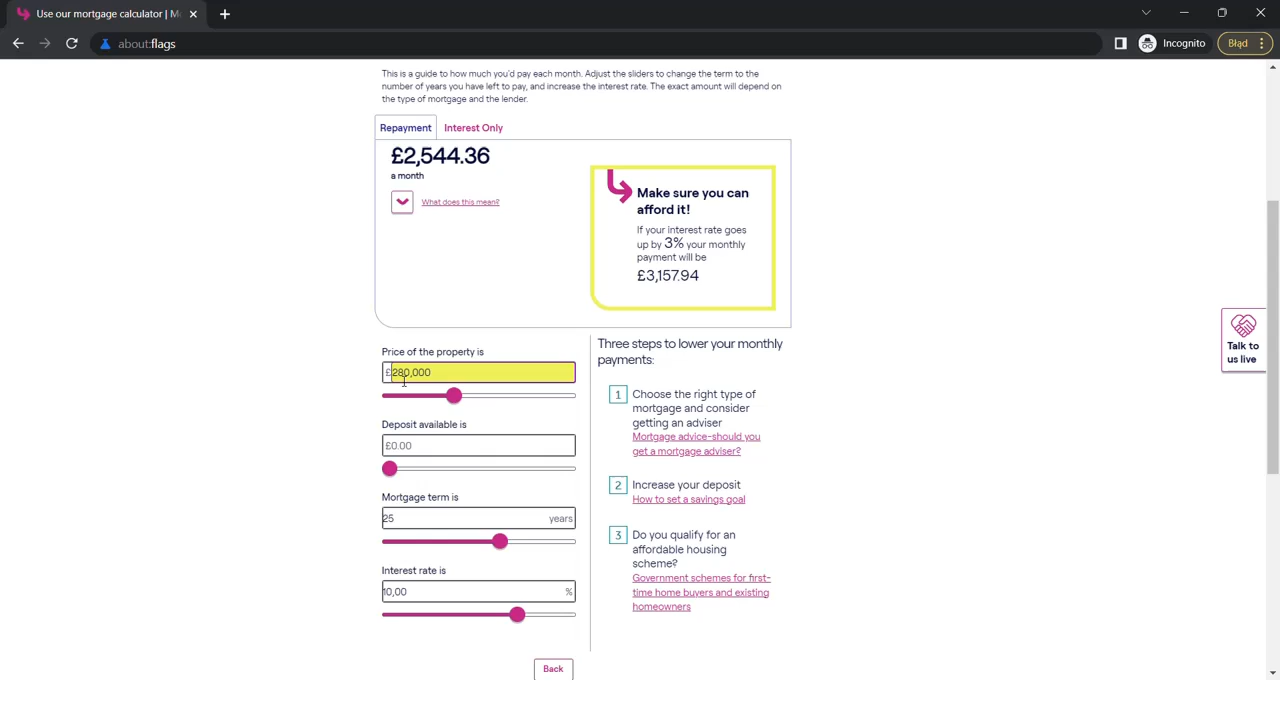 Use our mortgage calculator | M
about:flags
Incognito
Błąd
This is a guide to how much you'd pay each month. Adjust the sliders to change the term to the
number of years you have left to pay, and increase the interest rate. The exact amount will depend on
the type of mortgage and the lender.
Repayment
Interest Only
£2,544.36
a month
What does this mean?
Make sure you can
afford it!
If your interest rate goes
up by 3% your monthly
payment will be
£3,157.94
Talk to
us live
Price of the property is
£280,000
Deposit available is
£0.00
Mortgage term is
25 years
Interest rate is
10,00 %
Three steps to lower your monthly
payments:
1 Choose the right type of
mortgage and consider
getting an adviser
Mortgage advice-should you
get a mortgage adviser?
2 Increase your deposit
How to set a savings goal
3 Do you qualify for an
affordable housing
scheme?
Government schemes for first-
time home buyers and existing
homeowners
Back